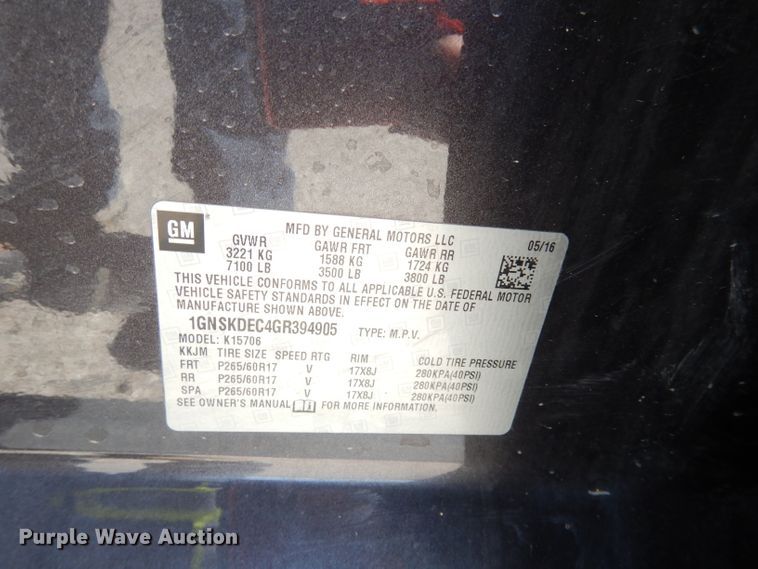 GM
MFD BY GENERAL MOTORS LLC
05/16
GVWR GAWR FRT GAWR RR
3221 KG 1588 KG 1724 KG
7100 LB 3500 LB 3800 LB
THIS VEHICLE CONFORMS TO ALL APPLICABLE U.S. FEDERAL MOTOR
VEHICLE SAFETY STANDARDS IN EFFECT ON THE DATE OF
MANUFACTURE SHOWN ABOVE.
1GNSKDEC4GR394905 TYPE: M.P.V.
MODEL: K15706
KKJM TIRE SIZE SPEED RTG RIM COLD TIRE PRESSURE
FRT P265/60R17 V 17X8J 280KPA(40PSI)
RR P265/60R17 V 17X8J 280KPA(40PSI)
SPA P265/60R17 V 17X8J 280KPA(40PSI)
SEE OWNER'S MANUAL FOR MORE INFORMATION.
Purple Wave Auction
Purple Wave Auction